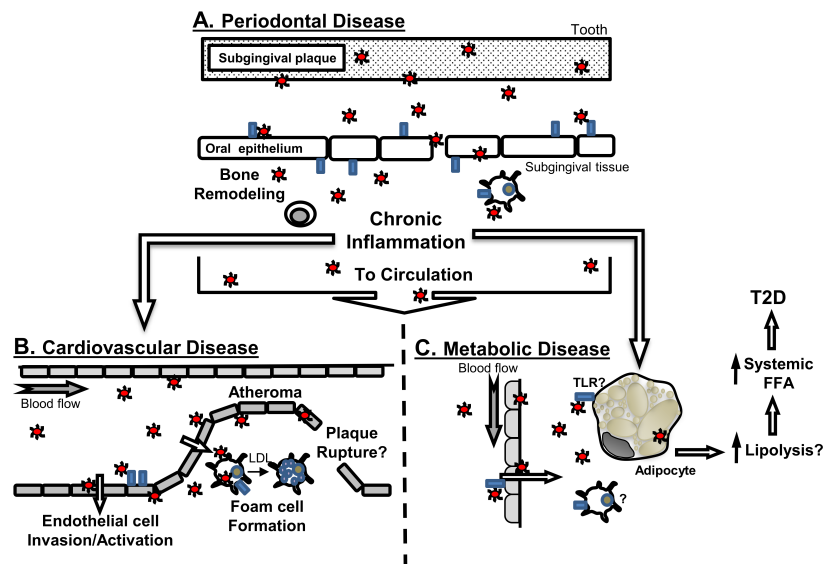 A. Periodontal Disease
Tooth
Subgingival plaque
Oral epithelium
Subgingival tissue
Bone
Remodeling
Chronic
Inflammation
To Circulation
B. Cardiovascular Disease
Blood flow
Atheroma
Plaque
Rupture?
LDL
Foam cell
Formation
Endothelial cell
Invasion/Activation
C. Metabolic Disease
Blood flow
TLR?
Adipocyte
?
T2D
Systemic
FFA
Lipolysis?